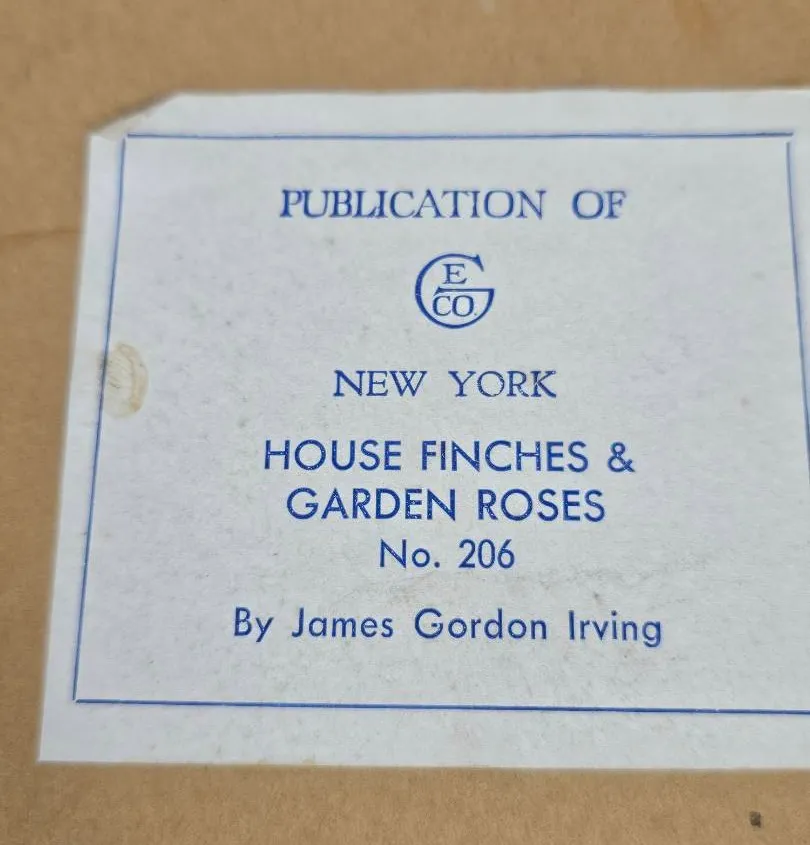 PUBLICATION OF
G E CO.
NEW YORK
HOUSE FINCHES &
GARDEN ROSES
No. 206
By James Gordon Irving